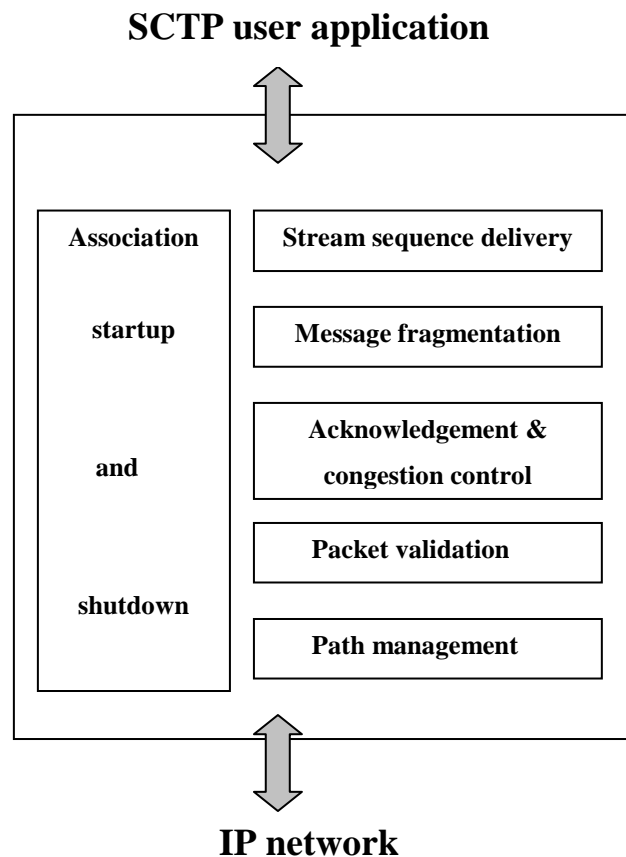 SCTP user application
Association
startup
and
shutdown
Stream sequence delivery
Message fragmentation
Acknowledgement &
congestion control
Packet validation
Path management
IP network